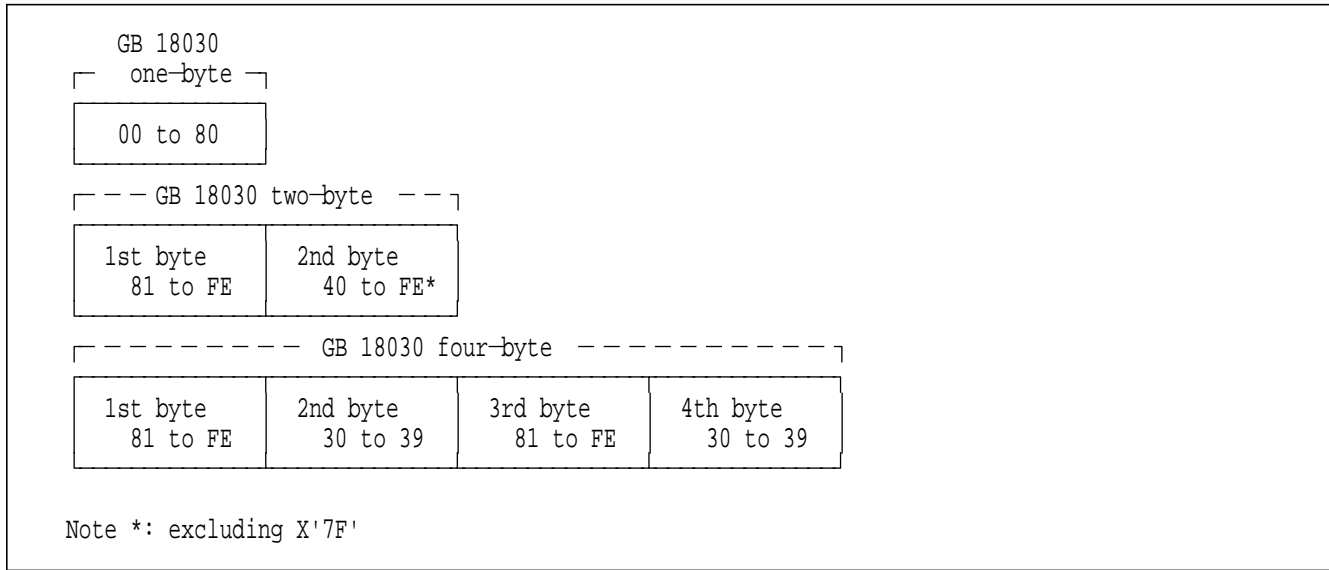 GB 18030
one-byte
00 to 80
GB 18030 two-byte
1st byte 2nd byte
81 to FE 40 to FE*
GB 18030 four-byte
1st byte 2nd byte 3rd byte 4th byte
81 to FE 30 to 39 81 to FE 30 to 39
Note *: excluding X'7F'